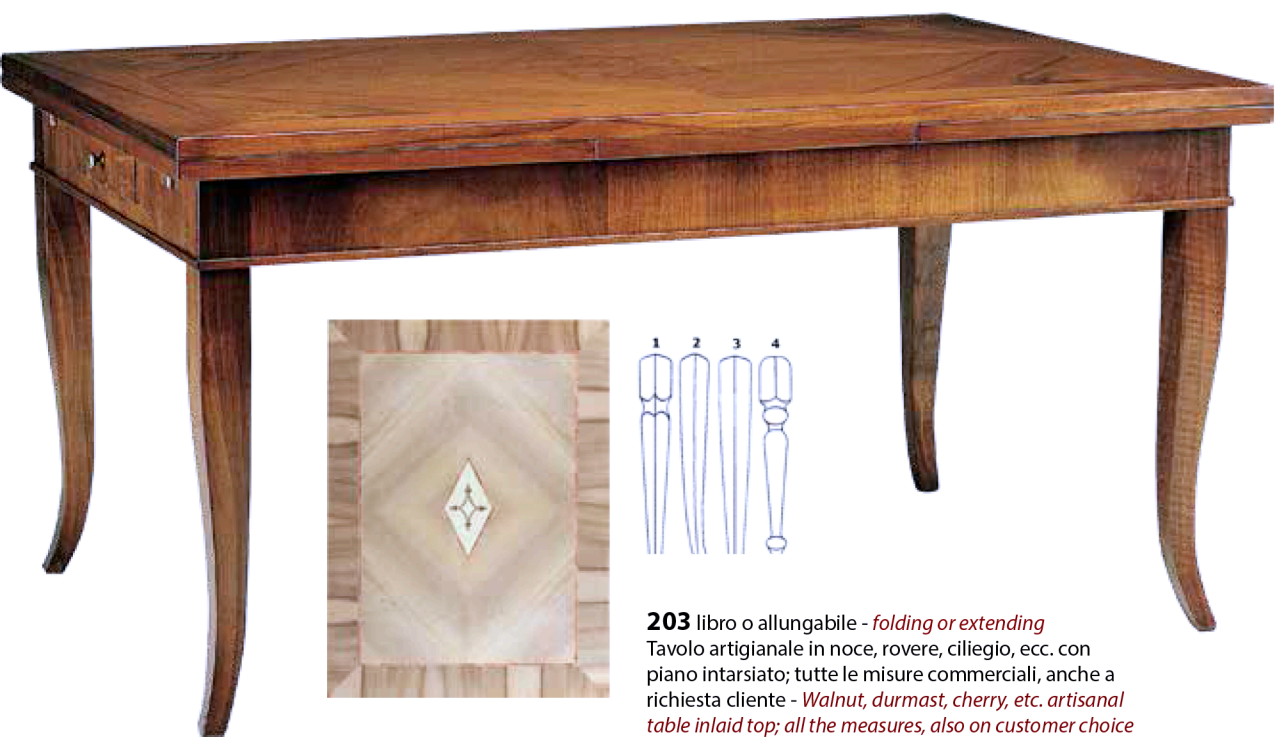 1 2 3 4
203 libro o allungabile - folding or extending
Tavolo artigianale in noce, rovere, ciliegio, ecc. con
piano intarsiato; tutte le misure commerciali, anche a
richiesta cliente - Walnut, durmast, cherry, etc. artisanal
table inlaid top; all the measures, also on customer choice